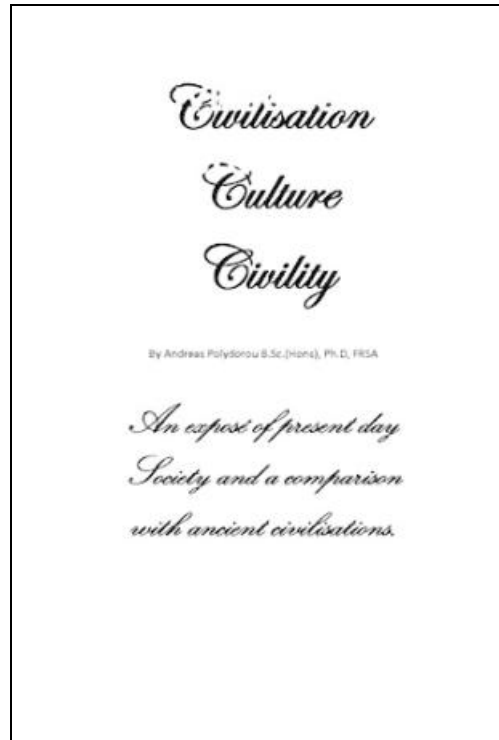 Civilisation
Culture
Civility
By Andreas Polydorou B.Sc.(Hons), Ph.D, FRSA
An exposé of present day
Society and a comparison
with ancient civilisations.